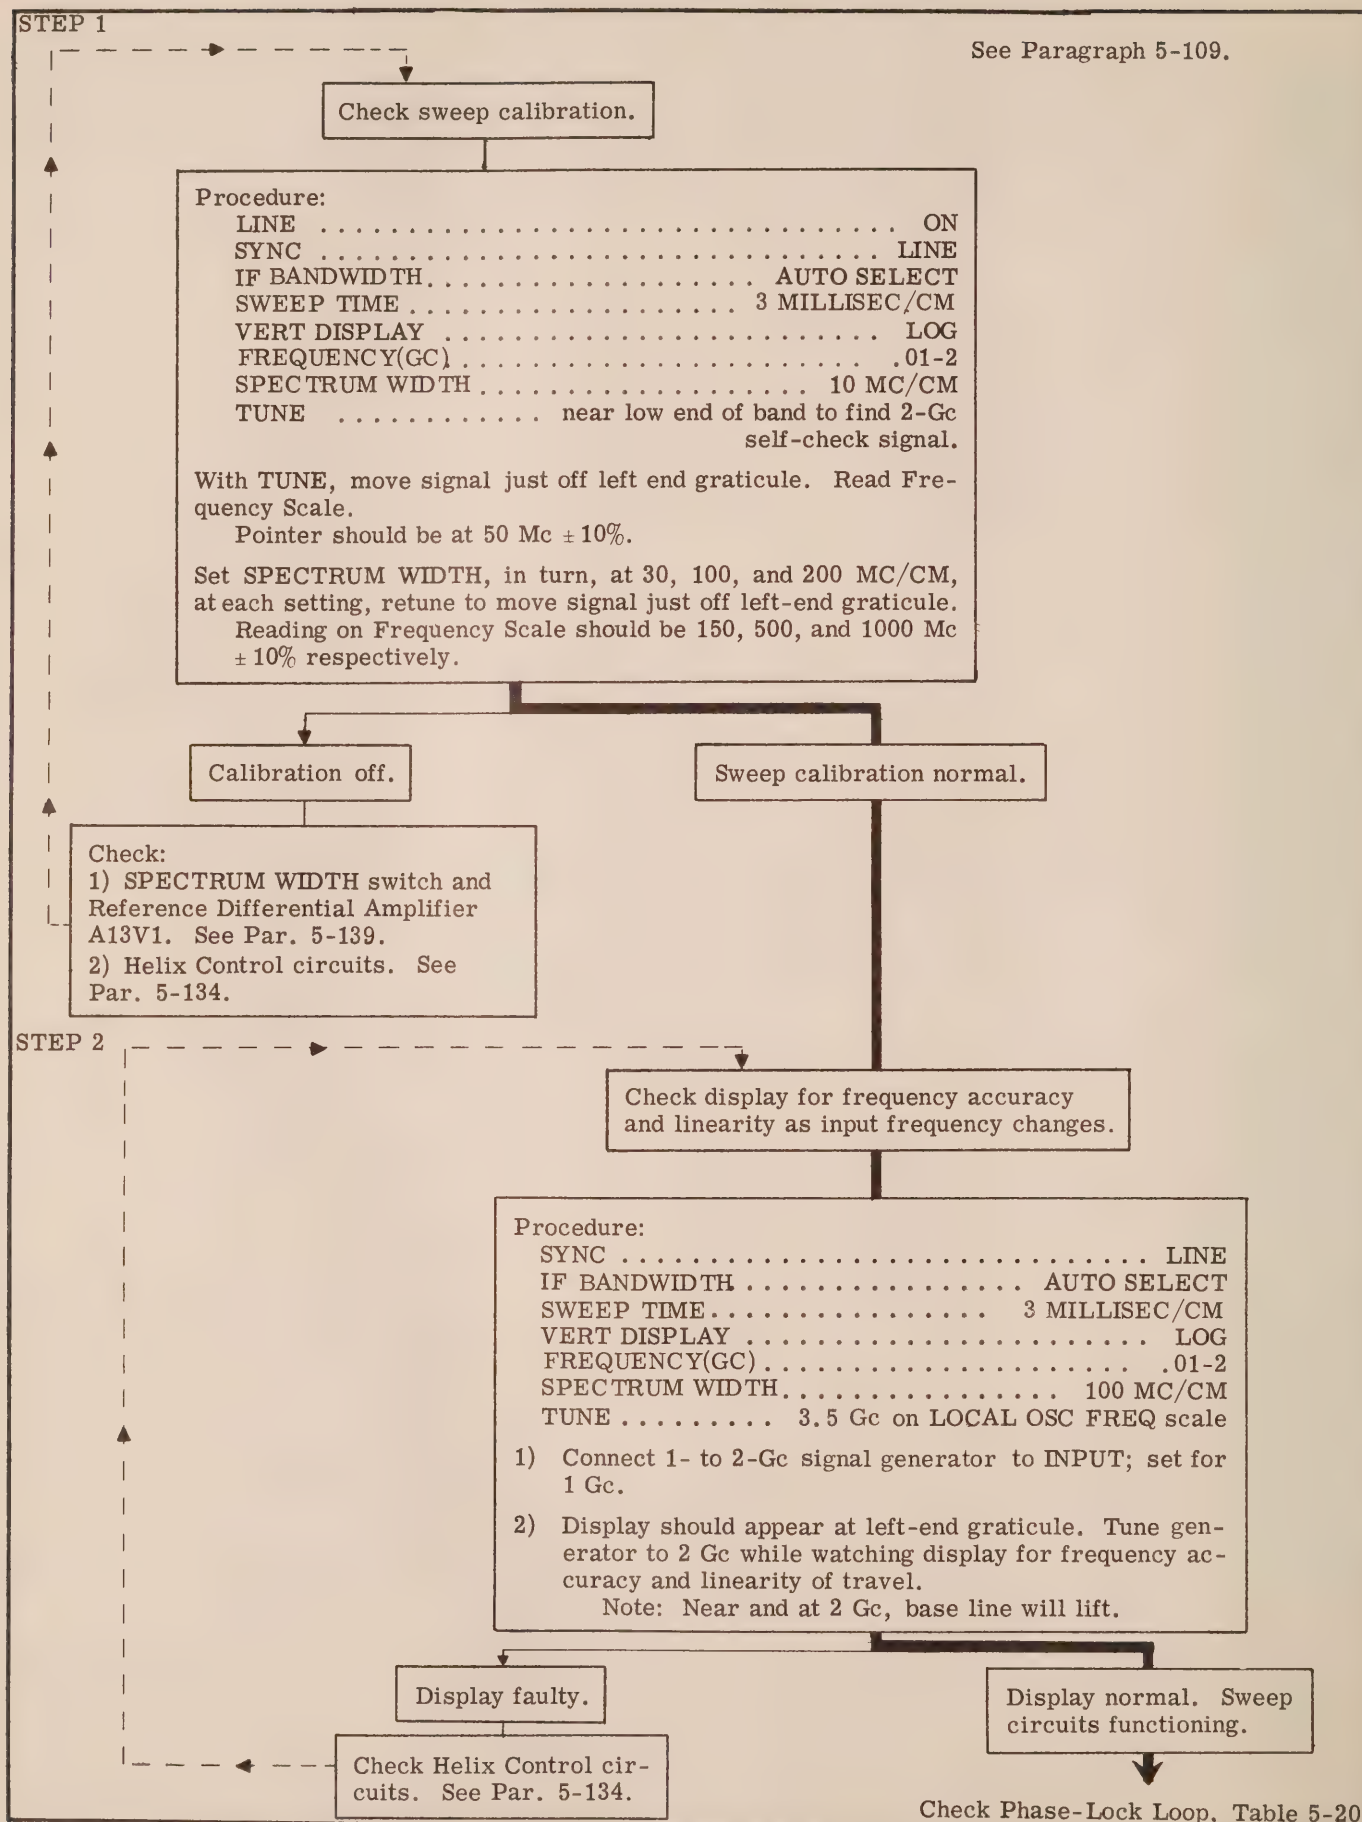 STEP 1
See Paragraph 5-109.
Check sweep calibration.
Procedure:
LINE . . . . . . . . . . . . . . . . . . . . . . . . . . . . . . . . . ON
SYNC . . . . . . . . . . . . . . . . . . . . . . . . . . . . . . . . LINE
IF BANDWIDTH . . . . . . . . . . . . . . . . . . . AUTO SELECT
SWEEP TIME . . . . . . . . . . . . . . . . . . . 3 MILLISEC/CM
VERT DISPLAY . . . . . . . . . . . . . . . . . . . . . . . . . LOG
FREQUENCY(GC) . . . . . . . . . . . . . . . . . . . . . . . . .01-2
SPECTRUM WIDTH . . . . . . . . . . . . . . . . . . . 10 MC/CM
TUNE . . . . . . . . . . . . near low end of band to find 2-Gc
self-check signal.
With TUNE, move signal just off left end graticule. Read Fre-
quency Scale.
Pointer should be at 50 Mc ± 10%.
Set SPECTRUM WIDTH, in turn, at 30, 100, and 200 MC/CM,
at each setting, retune to move signal just off left-end graticule.
Reading on Frequency Scale should be 150, 500, and 1000 Mc
± 10% respectively.
Calibration off.
Sweep calibration normal.
Check:
1) SPECTRUM WIDTH switch and
Reference Differential Amplifier
A13V1. See Par. 5-139.
2) Helix Control circuits. See
Par. 5-134.
STEP 2
Check display for frequency accuracy
and linearity as input frequency changes.
Procedure:
SYNC . . . . . . . . . . . . . . . . . . . . . . . . . . . . . . LINE
IF BANDWIDTH . . . . . . . . . . . . . . . . AUTO SELECT
SWEEP TIME . . . . . . . . . . . . . . . . 3 MILLISEC/CM
VERT DISPLAY . . . . . . . . . . . . . . . . . . . . . . . LOG
FREQUENCY(GC) . . . . . . . . . . . . . . . . . . . . . .01-2
SPECTRUM WIDTH . . . . . . . . . . . . . . . . 100 MC/CM
TUNE . . . . . . . . . 3.5 Gc on LOCAL OSC FREQ scale
1) Connect 1- to 2-Gc signal generator to INPUT; set for
1 Gc.
2) Display should appear at left-end graticule. Tune gen-
erator to 2 Gc while watching display for frequency ac-
curacy and linearity of travel.
Note: Near and at 2 Gc, base line will lift.
Display faulty.
Display normal. Sweep
circuits functioning.
Check Helix Control cir-
cuits. See Par. 5-134.
Check Phase-Lock Loop, Table 5-20